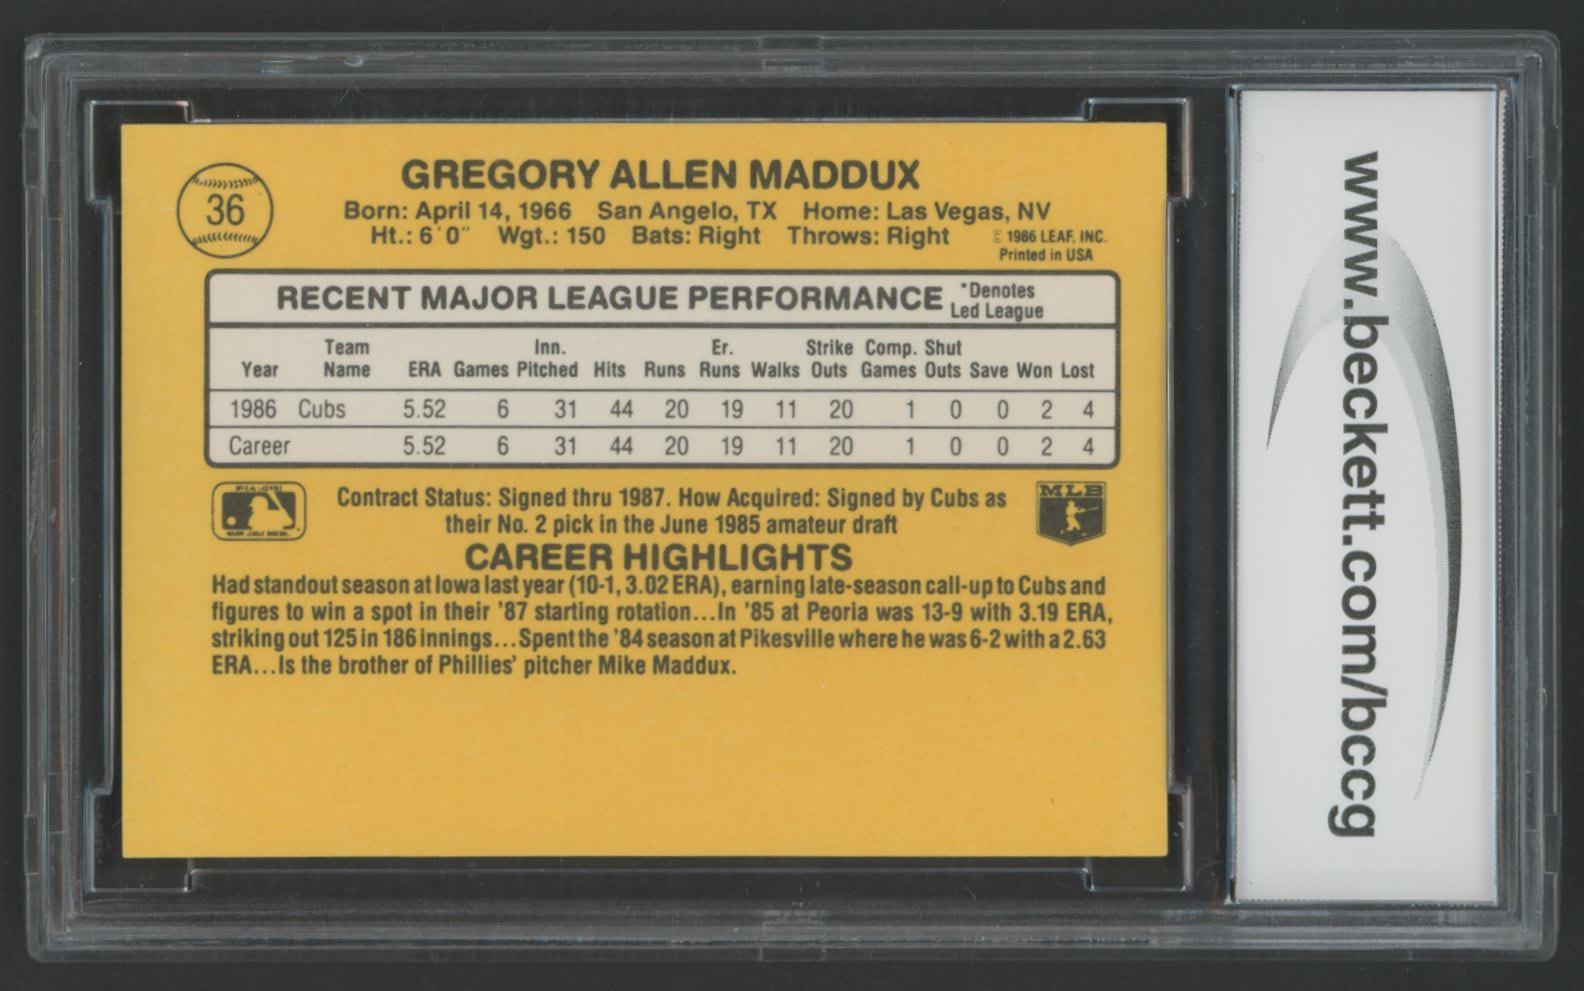 36
GREGORY ALLEN MADDUX
Born: April 14, 1966 San Angelo, TX Home: Las Vegas, NV
Ht.: 6'0" Wgt.: 150 Bats: Right Throws: Right © 1986 LEAF, INC.
Printed in USA
RECENT MAJOR LEAGUE PERFORMANCE *Denotes
Led League
Team Inn. Er. Strike Comp. Shut
Year Name ERA Games Pitched Hits Runs Runs Walks Outs Games Outs Save Won Lost
1986 Cubs 5.52 6 31 44 20 19 11 20 1 0 0 2 4
Career 5.52 6 31 44 20 19 11 20 1 0 0 2 4
MLB
Contract Status: Signed thru 1987. How Acquired: Signed by Cubs as
their No. 2 pick in the June 1985 amateur draft
CAREER HIGHLIGHTS
Had standout season at Iowa last year (10-1, 3.02 ERA), earning late-season call-up to Cubs and
figures to win a spot in their '87 starting rotation...In '85 at Peoria was 13-9 with 3.19 ERA,
striking out 125 in 186 innings...Spent the '84 season at Pikesville where he was 6-2 with a 2.63
ERA...Is the brother of Phillies' pitcher Mike Maddux.
www.beckett.com/bccg